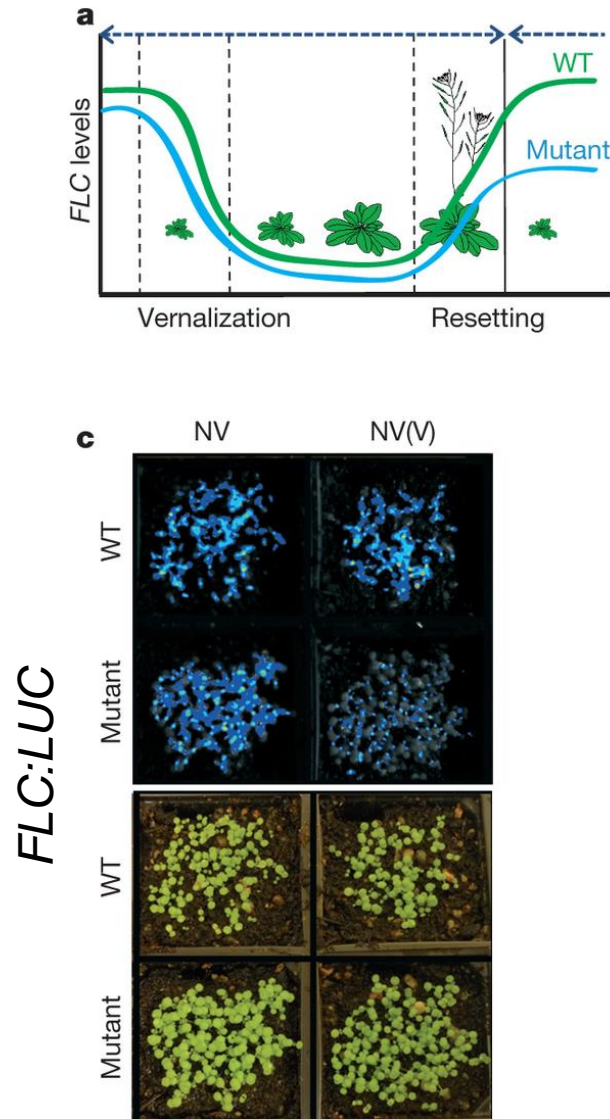 a
FLC levels
WT
Mutant
Vernalization
Resetting
c
NV
NV(V)
WT
Mutant
FLC:LUC
WT
Mutant